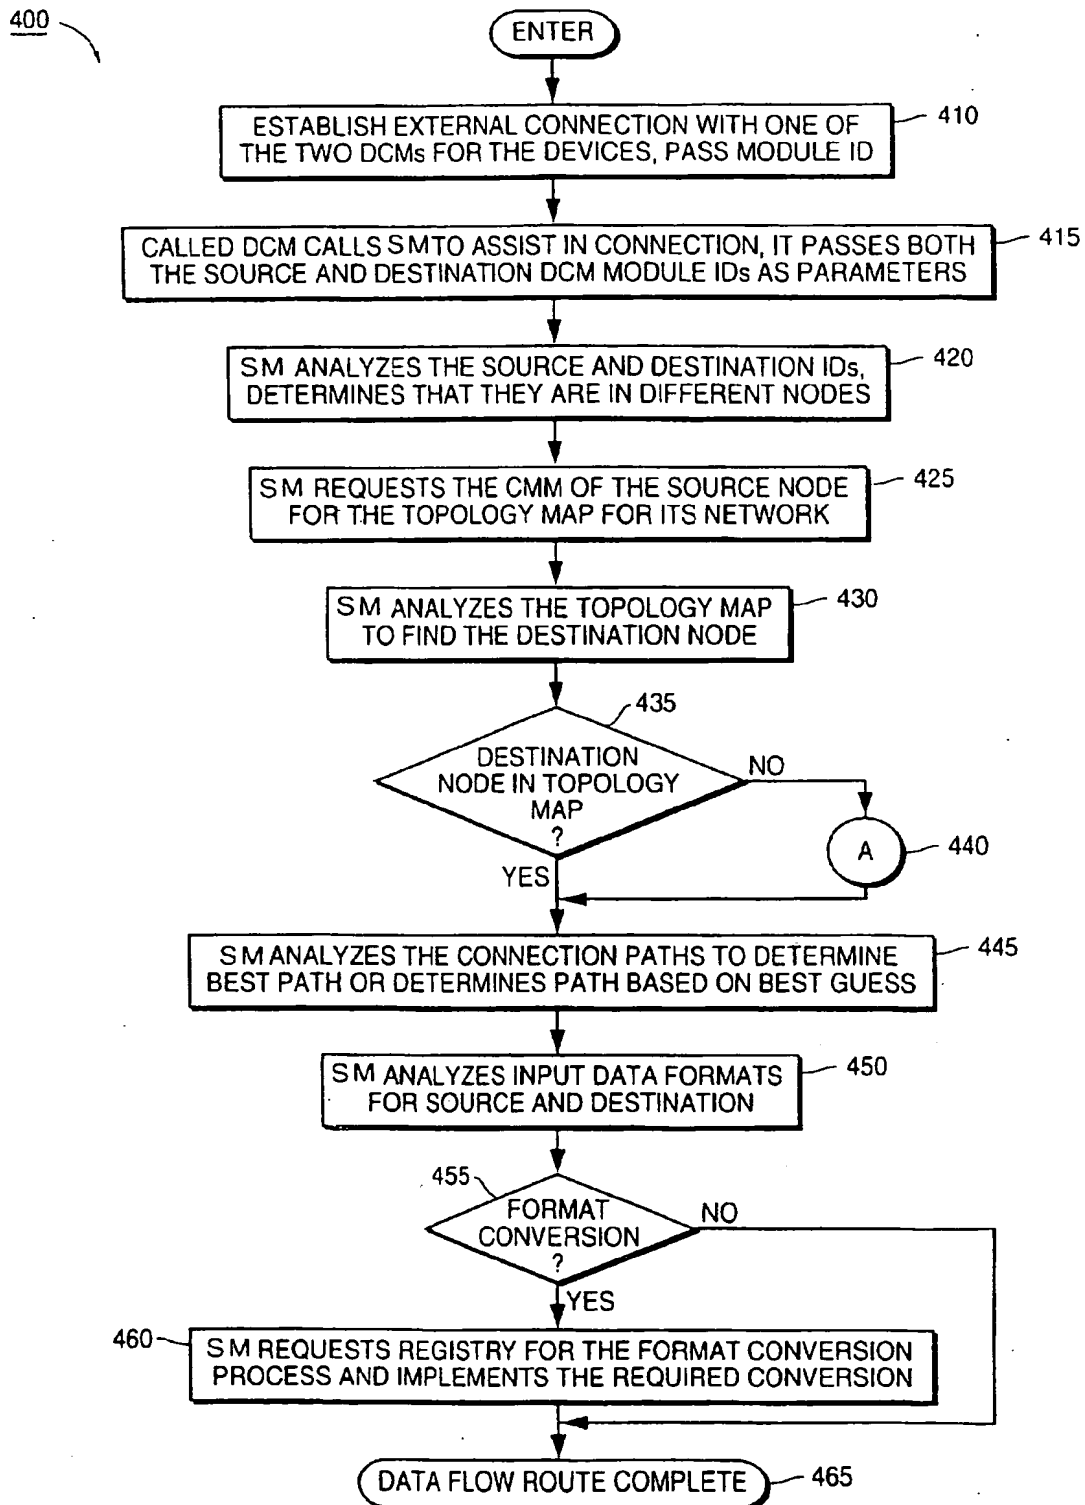 400
ENTER
ESTABLISH EXTERNAL CONNECTION WITH ONE OF
THE TWO DCMs FOR THE DEVICES, PASS MODULE ID
410
CALLED DCM CALLS SM TO ASSIST IN CONNECTION, IT PASSES BOTH
THE SOURCE AND DESTINATION DCM MODULE IDs AS PARAMETERS
415
SM ANALYZES THE SOURCE AND DESTINATION IDs,
DETERMINES THAT THEY ARE IN DIFFERENT NODES
420
SM REQUESTS THE CMM OF THE SOURCE NODE
FOR THE TOPOLOGY MAP FOR ITS NETWORK
425
SM ANALYZES THE TOPOLOGY MAP
TO FIND THE DESTINATION NODE
430
435
DESTINATION
NODE IN TOPOLOGY
MAP
?
NO
A
440
YES
SM ANALYZES THE CONNECTION PATHS TO DETERMINE
BEST PATH OR DETERMINES PATH BASED ON BEST GUESS
445
SM ANALYZES INPUT DATA FORMATS
FOR SOURCE AND DESTINATION
450
455
FORMAT
CONVERSION
?
NO
YES
460
SM REQUESTS REGISTRY FOR THE FORMAT CONVERSION
PROCESS AND IMPLEMENTS THE REQUIRED CONVERSION
DATA FLOW ROUTE COMPLETE
465